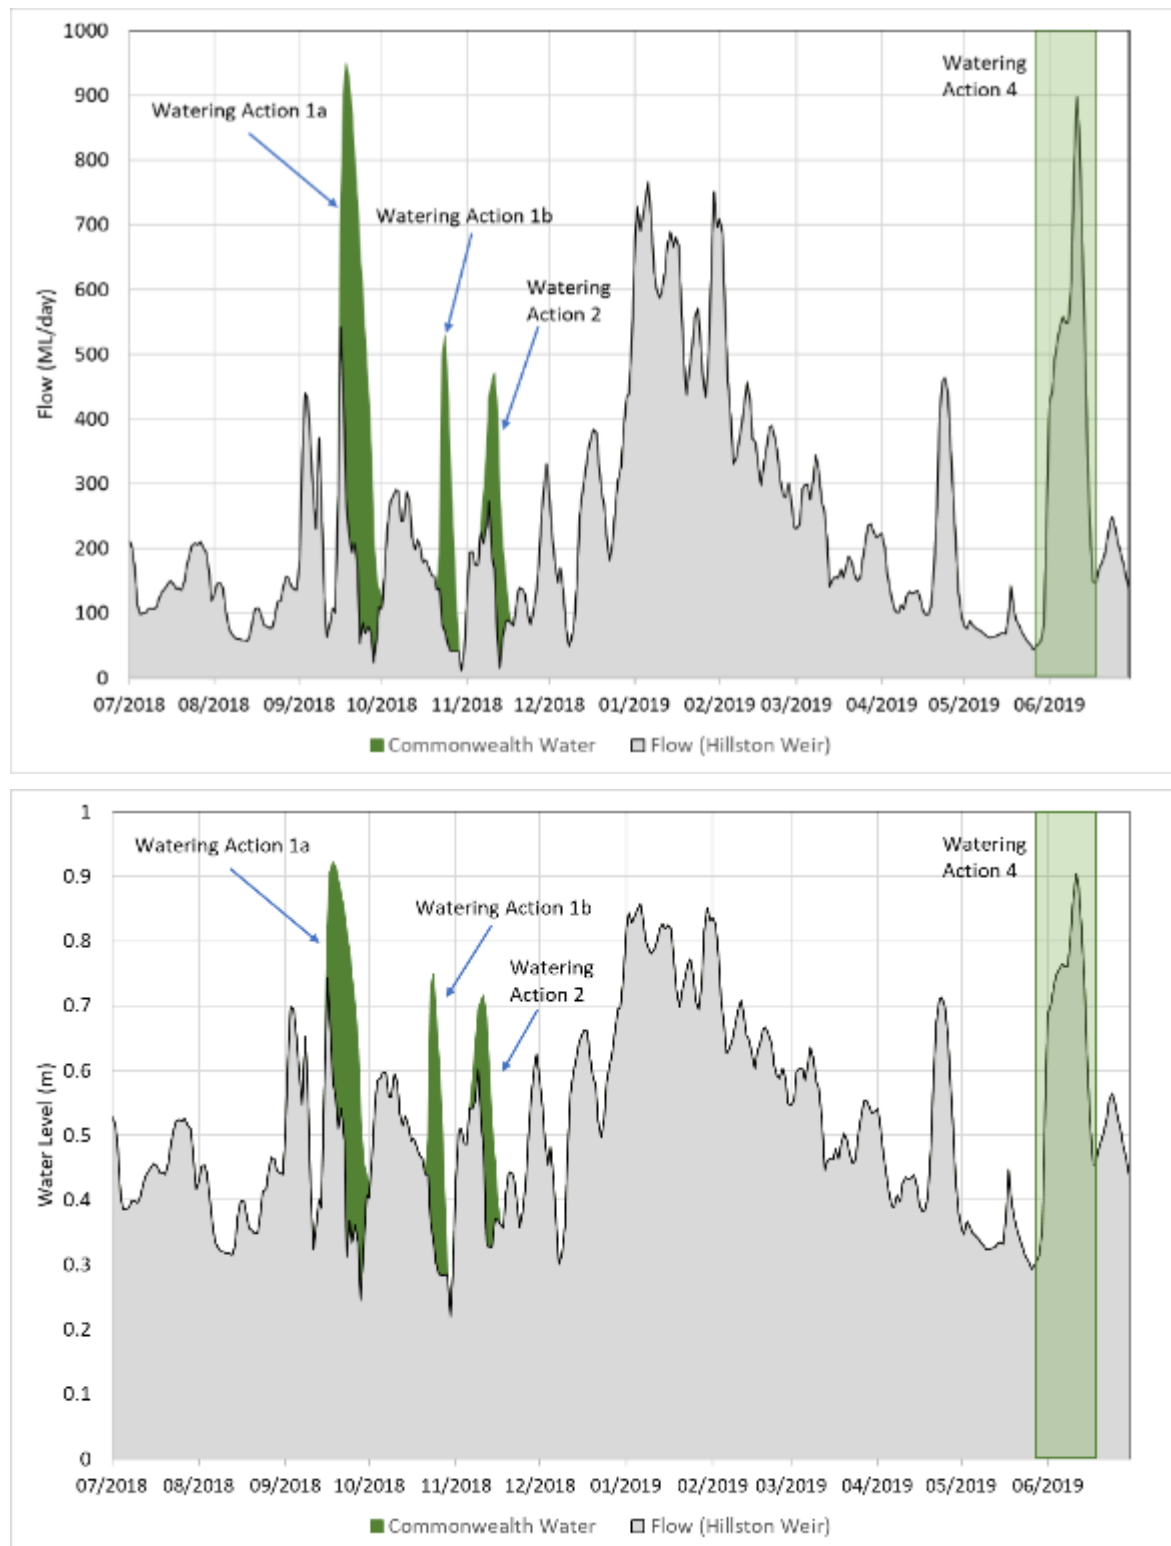 1000
900
800
700
600
500
400
300
200
100
0
Flow (ML/day)
Watering Action 1a
Watering Action 1b
Watering
Action 2
Watering
Action 4
07/2018 08/2018 09/2018 10/2018 11/2018 12/2018 01/2019 02/2019 03/2019 04/2019 05/2019 06/2019
Commonwealth Water Flow (Hillston Weir)
1
0.9
0.8
0.7
0.6
0.5
0.4
0.3
0.2
0.1
0
Water Level (m)
Watering Action 1a
Watering Action 1b
Watering
Action 2
Watering
Action 4
07/2018 08/2018 09/2018 10/2018 11/2018 12/2018 01/2019 02/2019 03/2019 04/2019 05/2019 06/2019
Commonwealth Water Flow (Hillston Weir)